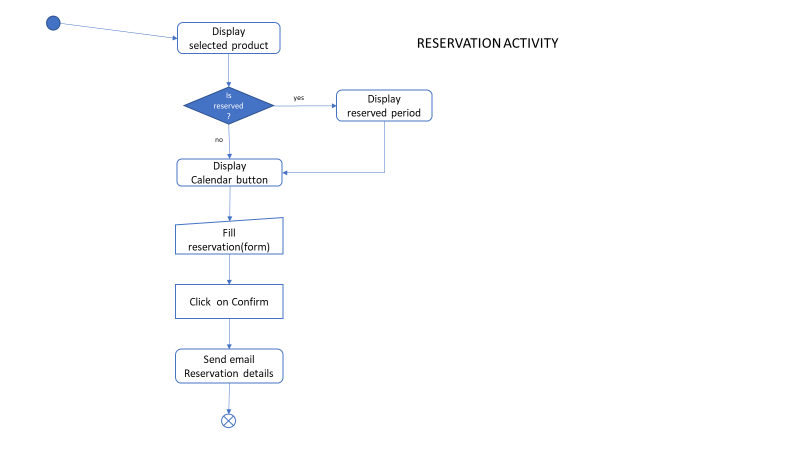 RESERVATION ACTIVITY
Display
selected product
Is
reserved
?
yes
Display
reserved period
no
Display
Calendar button
Fill
reservation(form)
Click on Confirm
Send email
Reservation details